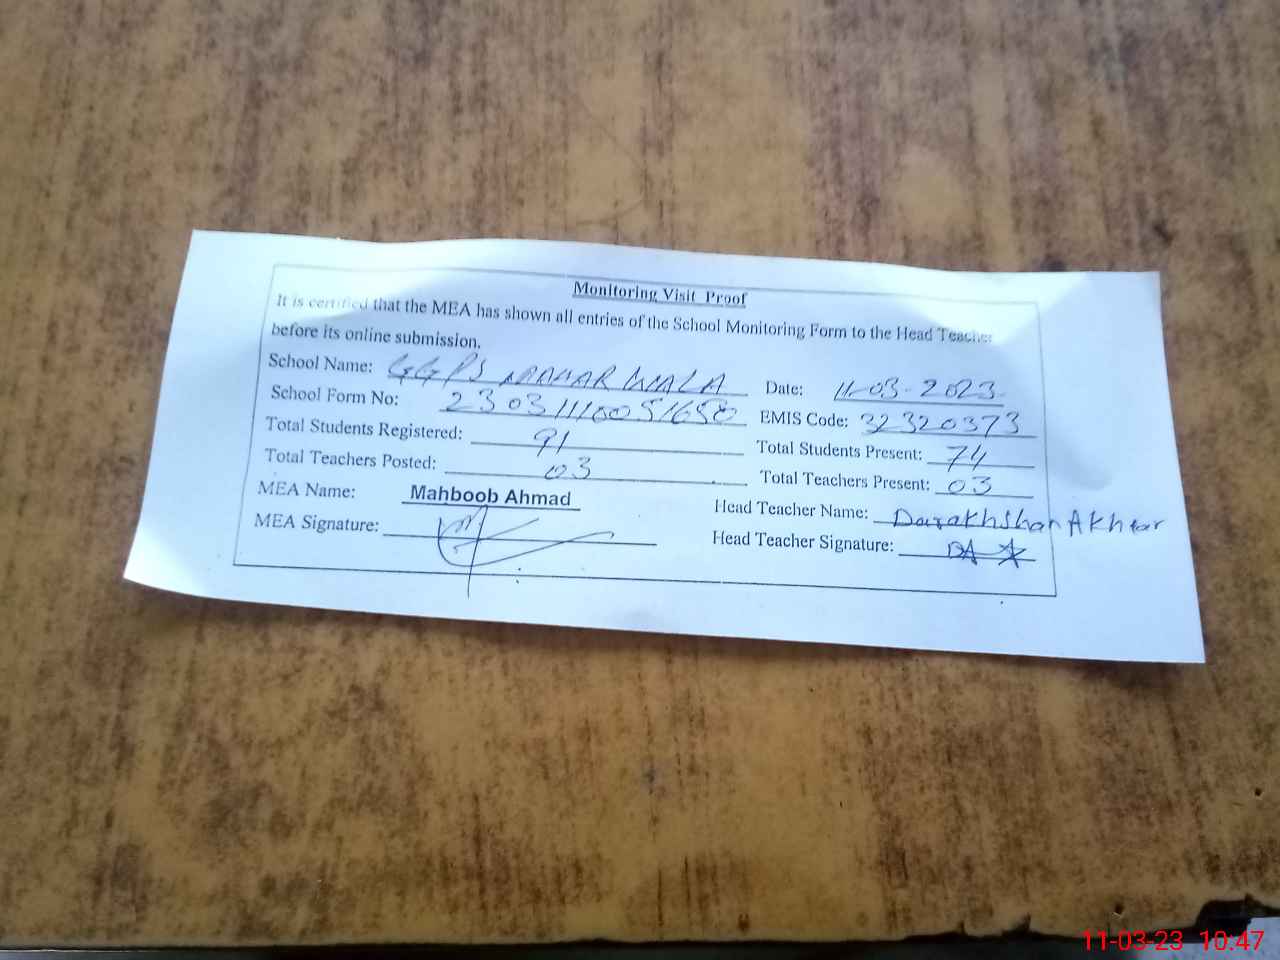 Monitoring Visit Proof
It is certified that the MEA has shown all entries of the School Monitoring Form to the Head Teacher
before its online submission.
School Name: GGPS MAHAR WALA Date: 11-03-2023
School Form No: EMIS Code: 32320373
Total Students Registered: 91 Total Students Present: 74
Total Teachers Posted: 03 Total Teachers Present: 03
MEA Name: Mahboob Ahmad Head Teacher Name: Darakhshan Akhtar
MEA Signature: Head Teacher Signature:
11-03-23 10:47